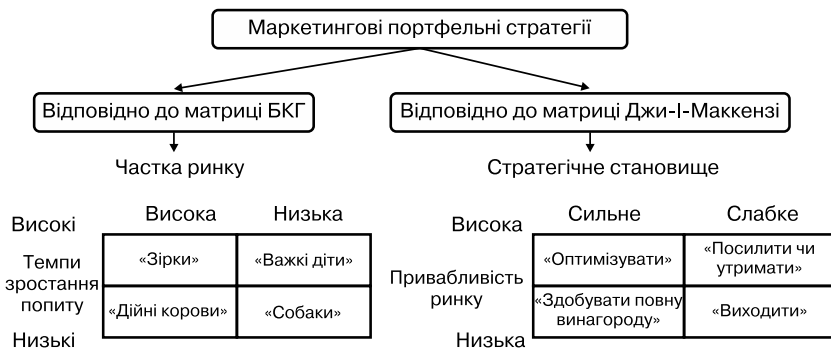 Маркетингові портфельні стратегії
Відповідно до матриці БКГ
Відповідно до матриці Джи-І-Маккензі
Частка ринку
Стратегічне становище
Високі
Висока
Низька
Темпи
зростання
попиту
Низькі
«Зірки»
«Важкі діти»
«Дійні корови»
«Собаки»
Висока
Сильне
Слабке
Привабливість
ринку
Низька
«Оптимізувати»
«Посилити чи
утримати»
«Здобувати повну
винагороду»
«Виходити»